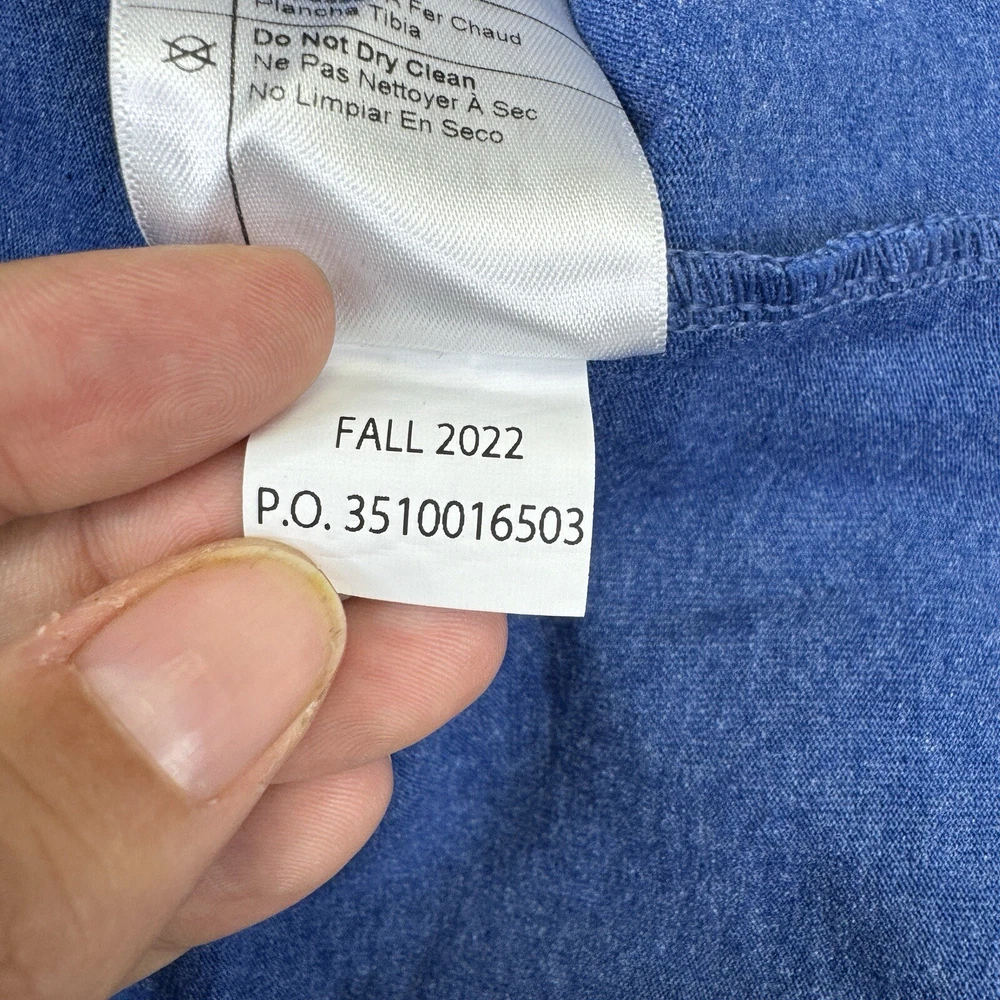 Fer Chaud
Plancha Tibia
Do Not Dry Clean
Ne Pas Nettoyer À Sec
No Limpiar En Seco
FALL 2022
P.O. 3510016503